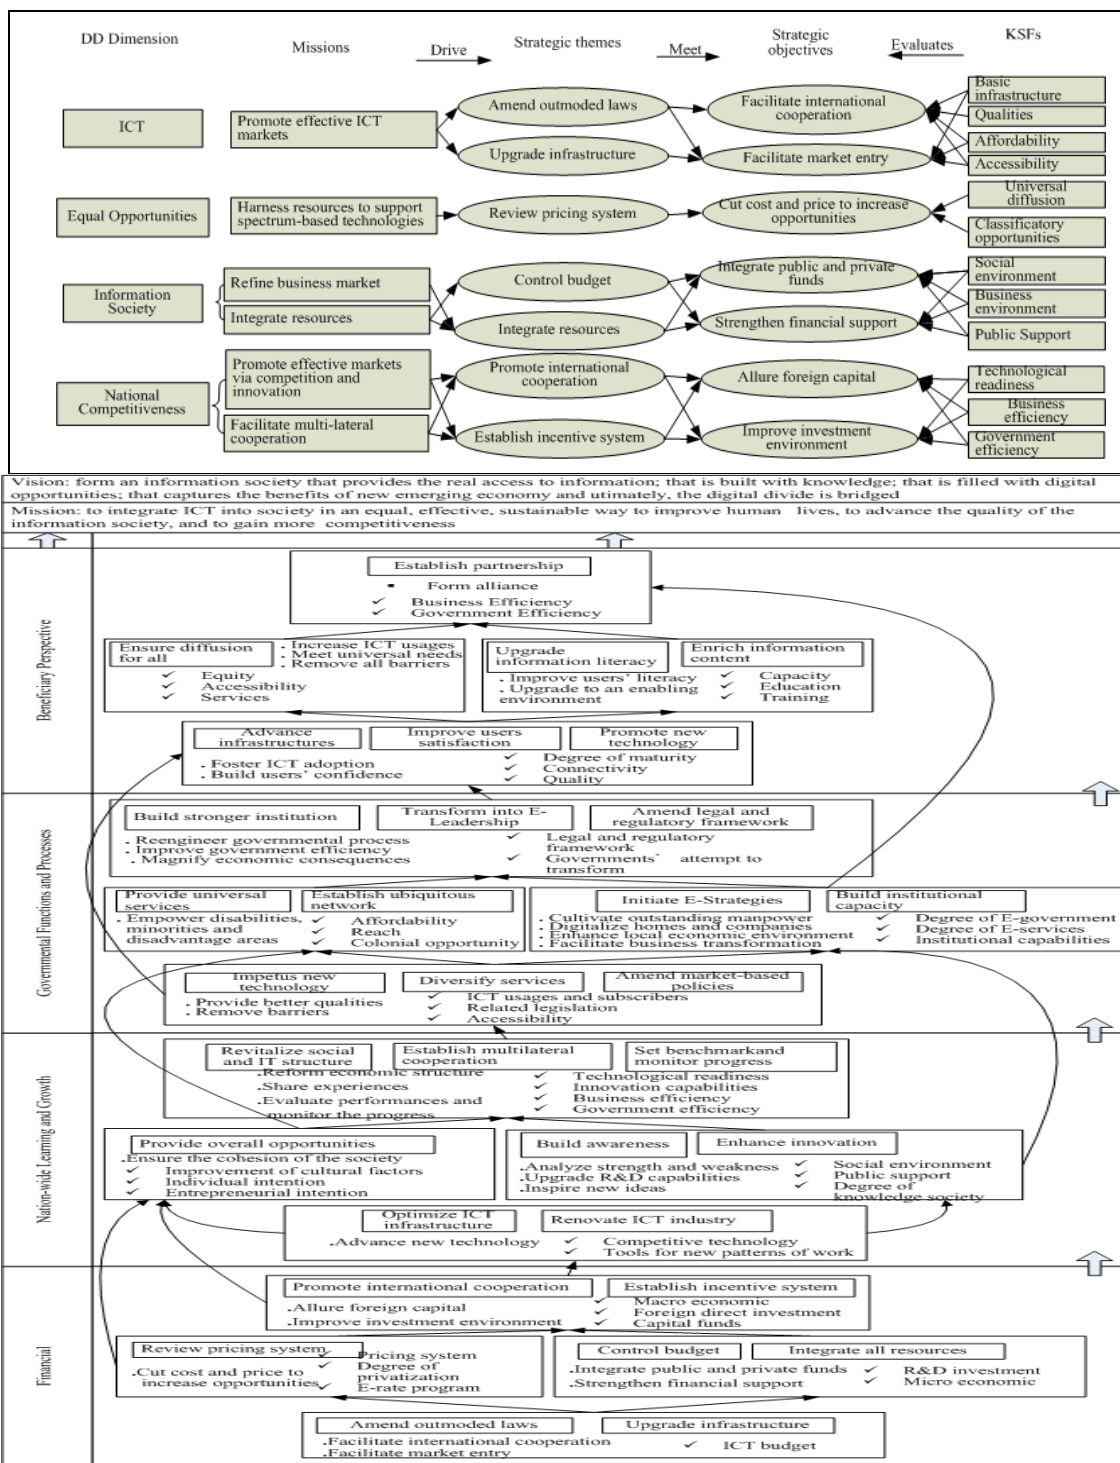 DD Dimension
Missions
Drive
Strategic themes
Meet
Strategic
objectives
Evaluates
KSFs
ICT
Promote effective ICT
markets
Amend outmoded laws
Upgrade infrastructure
Facilitate international
cooperation
Facilitate market entry
Basic
infrastructure
Qualities
Affordability
Accessibility
Equal Opportunities
Harness resources to support
spectrum-based technologies
Review pricing system
Cut cost and price to increase
opportunities
Universal
diffusion
Classificatory
opportunities
Information
Society
Refine business market
Integrate resources
Control budget
Integrate resources
Integrate public and private
funds
Strengthen financial support
Social
environment
Business
environment
Public Support
National
Competitiveness
Promote effective markets
via competition and
innovation
Facilitate multi-lateral
cooperation
Promote international
cooperation
Establish incentive system
Allure foreign capital
Improve investment
environment
Technological
readiness
Business
efficiency
Government
efficiency
Vision: form an information society that provides the real access to information; that is built with knowledge; that is filled with digital
opportunities; that captures the benefits of new emerging economy and utimately, the digital divide is bridged
Mission: to integrate ICT into society in an equal, effective, sustainable way to improve human lives, to advance the quality of the
information society, and to gain more competitiveness
Beneficiary Perspective
Establish partnership
▪ Form alliance
✓ Business Efficiency
✓ Government Efficiency
Ensure diffusion
for all
. Increase ICT usages
. Meet universal needs
. Remove all barriers
✓ Equity
✓ Accessibility
✓ Services
Upgrade
information literacy
Enrich information
content
. Improve users' literacy
. Upgrade to an enabling
environment
✓ Capacity
✓ Education
✓ Training
Advance
infrastructures
Improve users
satisfaction
Promote new
technology
. Foster ICT adoption
. Build users' confidence
✓ Degree of maturity
✓ Connectivity
✓ Quality
Governmental Functions and Processes
Build stronger institution
Transform into E-
Leadership
Amend legal and
regulatory framework
. Reengineer governmental process
. Improve government efficiency
. Magnify economic consequences
✓ Legal and regulatory
framework
✓ Governments' attempt to
transform
Provide universal
services
Establish ubiquitous
network
. Empower disabilities,
minorities and
disadvantage areas
✓ Affordability
✓ Reach
✓ Colonial opportunity
Initiate E-Strategies
Build institutional
capacity
. Cultivate outstanding manpower
. Digitalize homes and companies
. Enhance local economic environment
. Facilitate business transformation
✓ Degree of E-government
✓ Degree of E-services
✓ Institutional capabilities
Impetus new
technology
Diversify services
Amend market-based
policies
. Provide better qualities
. Remove barriers
✓ ICT usages and subscribers
✓ Related legislation
✓ Accessibility
Nation-wide Learning and Growth
Revitalize social
and IT structure
Establish multilateral
cooperation
Set benchmarkand
monitor progress
.Reform economic structure
.Share experiences
.Evaluate performances and
monitor the progress
✓ Technological readiness
✓ Innovation capabilities
✓ Business efficiency
✓ Government efficiency
Provide overall opportunities
.Ensure the cohesion of the society
✓ Improvement of cultural factors
✓ Individual intention
✓ Entrepreneurial intention
Build awareness
Enhance innovation
.Analyze strength and weakness
.Upgrade R&D capabilities
.Inspire new ideas
✓ Social environment
✓ Public support
✓ Degree of
knowledge society
Optimize ICT
infrastructure
Renovate ICT industry
.Advance new technology
✓ Competitive technology
✓ Tools for new patterns of work
Financial
Promote international cooperation
Establish incentive system
.Allure foreign capital
.Improve investment environment
✓ Macro economic
✓ Foreign direct investment
✓ Capital funds
Review pricing system
.Cut cost and price to
increase opportunities
✓ Pricing system
✓ Degree of
privatization
✓ E-rate program
Control budget
Integrate all resources
.Integrate public and private funds
.Strengthen financial support
✓ R&D investment
✓ Micro economic
Amend outmoded laws
Upgrade infrastructure
.Facilitate international cooperation
.Facilitate market entry
✓ ICT budget